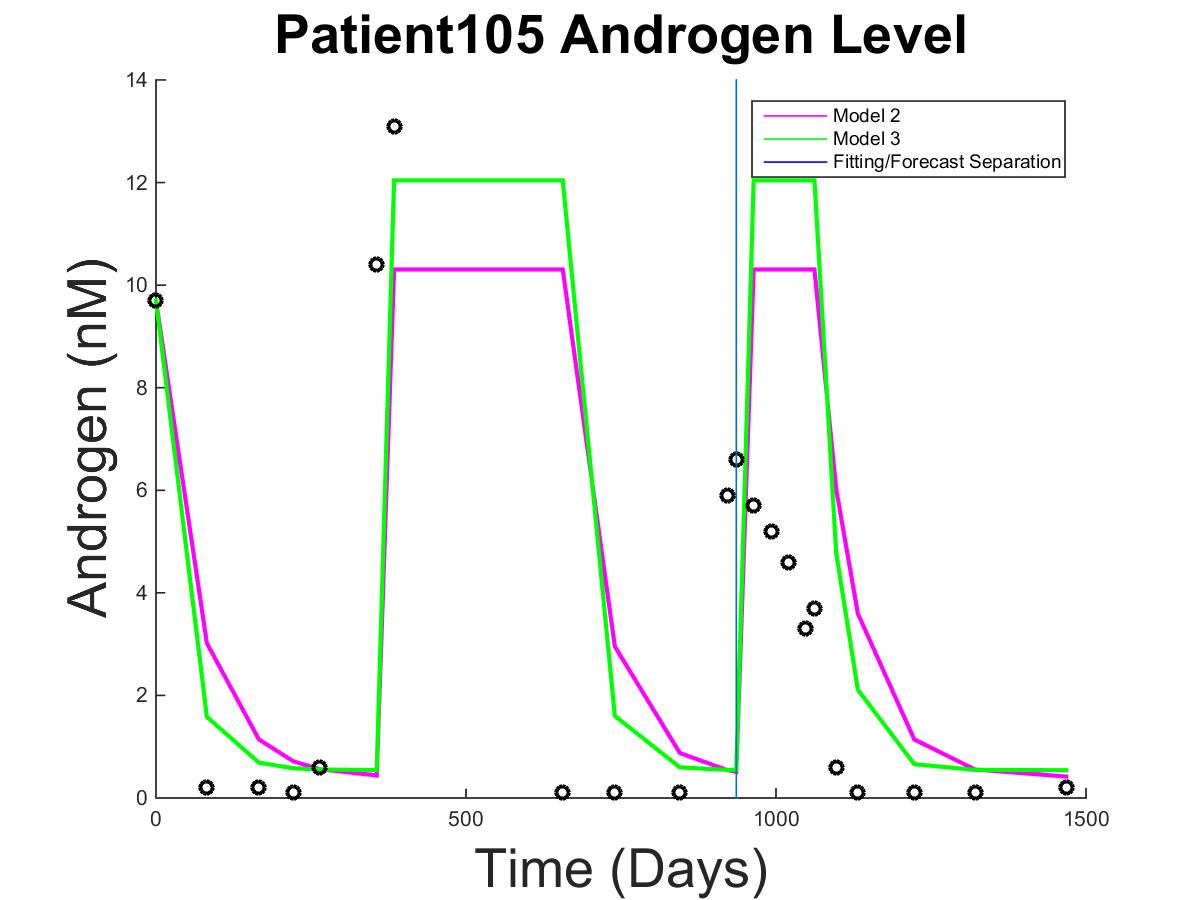 Patient105 Androgen Level
14
12
10
8
6
4
2
0
Androgen (nM)
Model 2
Model 3
Fitting/Forecast Separation
0
500
1000
1500
Time (Days)